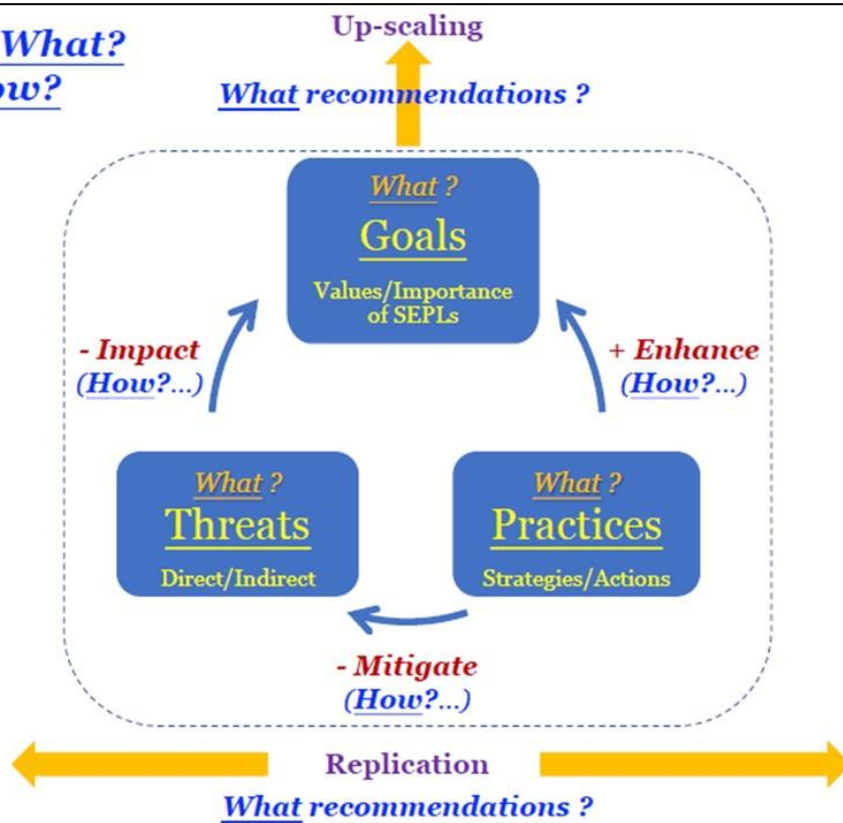 Up-scaling
What?
What recommendations ?
What ?
Goals
Values/Importance
of SEPLs
- Impact
(How?...)
+ Enhance
(How?...)
What ?
Threats
Direct/Indirect
What ?
Practices
Strategies/Actions
- Mitigate
(How?...)
Replication
What recommendations ?